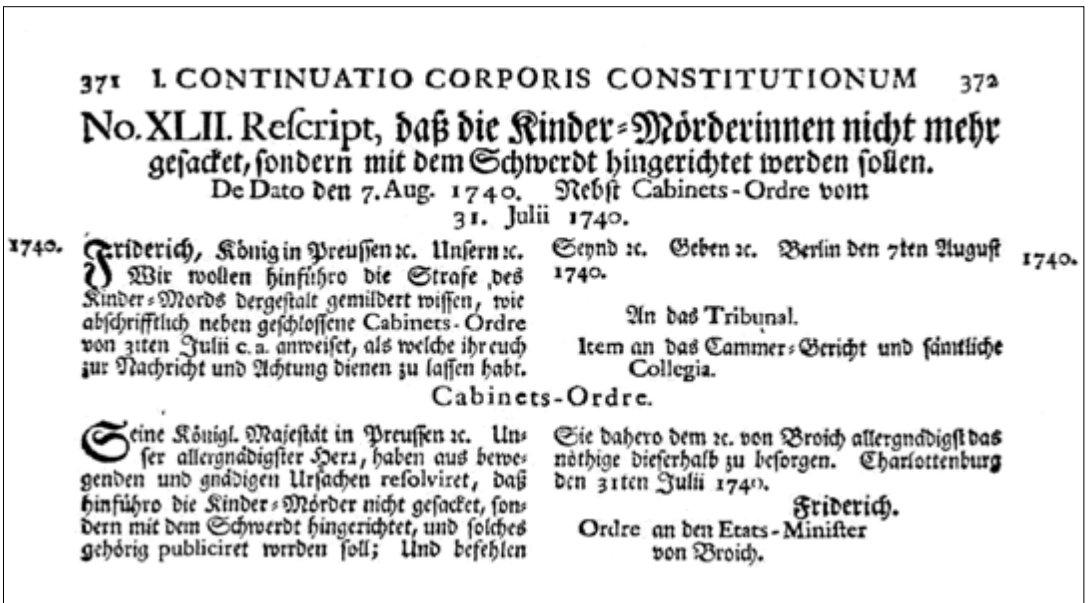 371 I. CONTINUATIO CORPORIS CONSTITUTIONUM 372
No. XLII. Reſcript, daß die Kinder⸗Mörderinnen nicht mehr
geſacket, ſondern mit dem Schwerdt hingerichtet werden ſollen.
De Dato den 7. Aug. 1740. Nebſt Cabinets-Ordre vom
31. Julii 1740.
1740.
Friderich, König in Preuſſen ꝛc. Unſern ꝛc.
Wir wollen hinführo die Strafe des
Kinder⸗Mords dergeſtalt gemildert wiſſen, wie
abſchrifftlich neben geſchloſſene Cabinets-Ordre
von 31ten Julii c. a. anweiſet, als welche ihr euch
zur Nachricht und Achtung dienen zu laſſen habt.
Seynd ꝛc. Geben ꝛc. Berlin den 7ten Auguſt
1740.
1740.
An das Tribunal.
Item an das Cammer⸗Gericht und ſämtliche
Collegia.
Cabinets-Ordre.
Seine Königl. Majeſtät in Preuſſen ꝛc. Un⸗
ſer allergnädigſter Herz, haben aus bewe⸗
genden und gnädigen Urſachen reſolviret, daß
hinführo die Kinder⸗Mörder nicht geſacket, ſon⸗
dern mit dem Schwerdt hingerichtet, und ſolches
gehörig publiciret werden ſoll; Und befehlen
Sie dahero dem ꝛc. von Broich allergnädigſt das
nöthige dieſerhalb zu beſorgen. Charlottenburg
den 31ten Julii 1740.
Friderich.
Ordre an den Etats-Miniſter
von Broich.